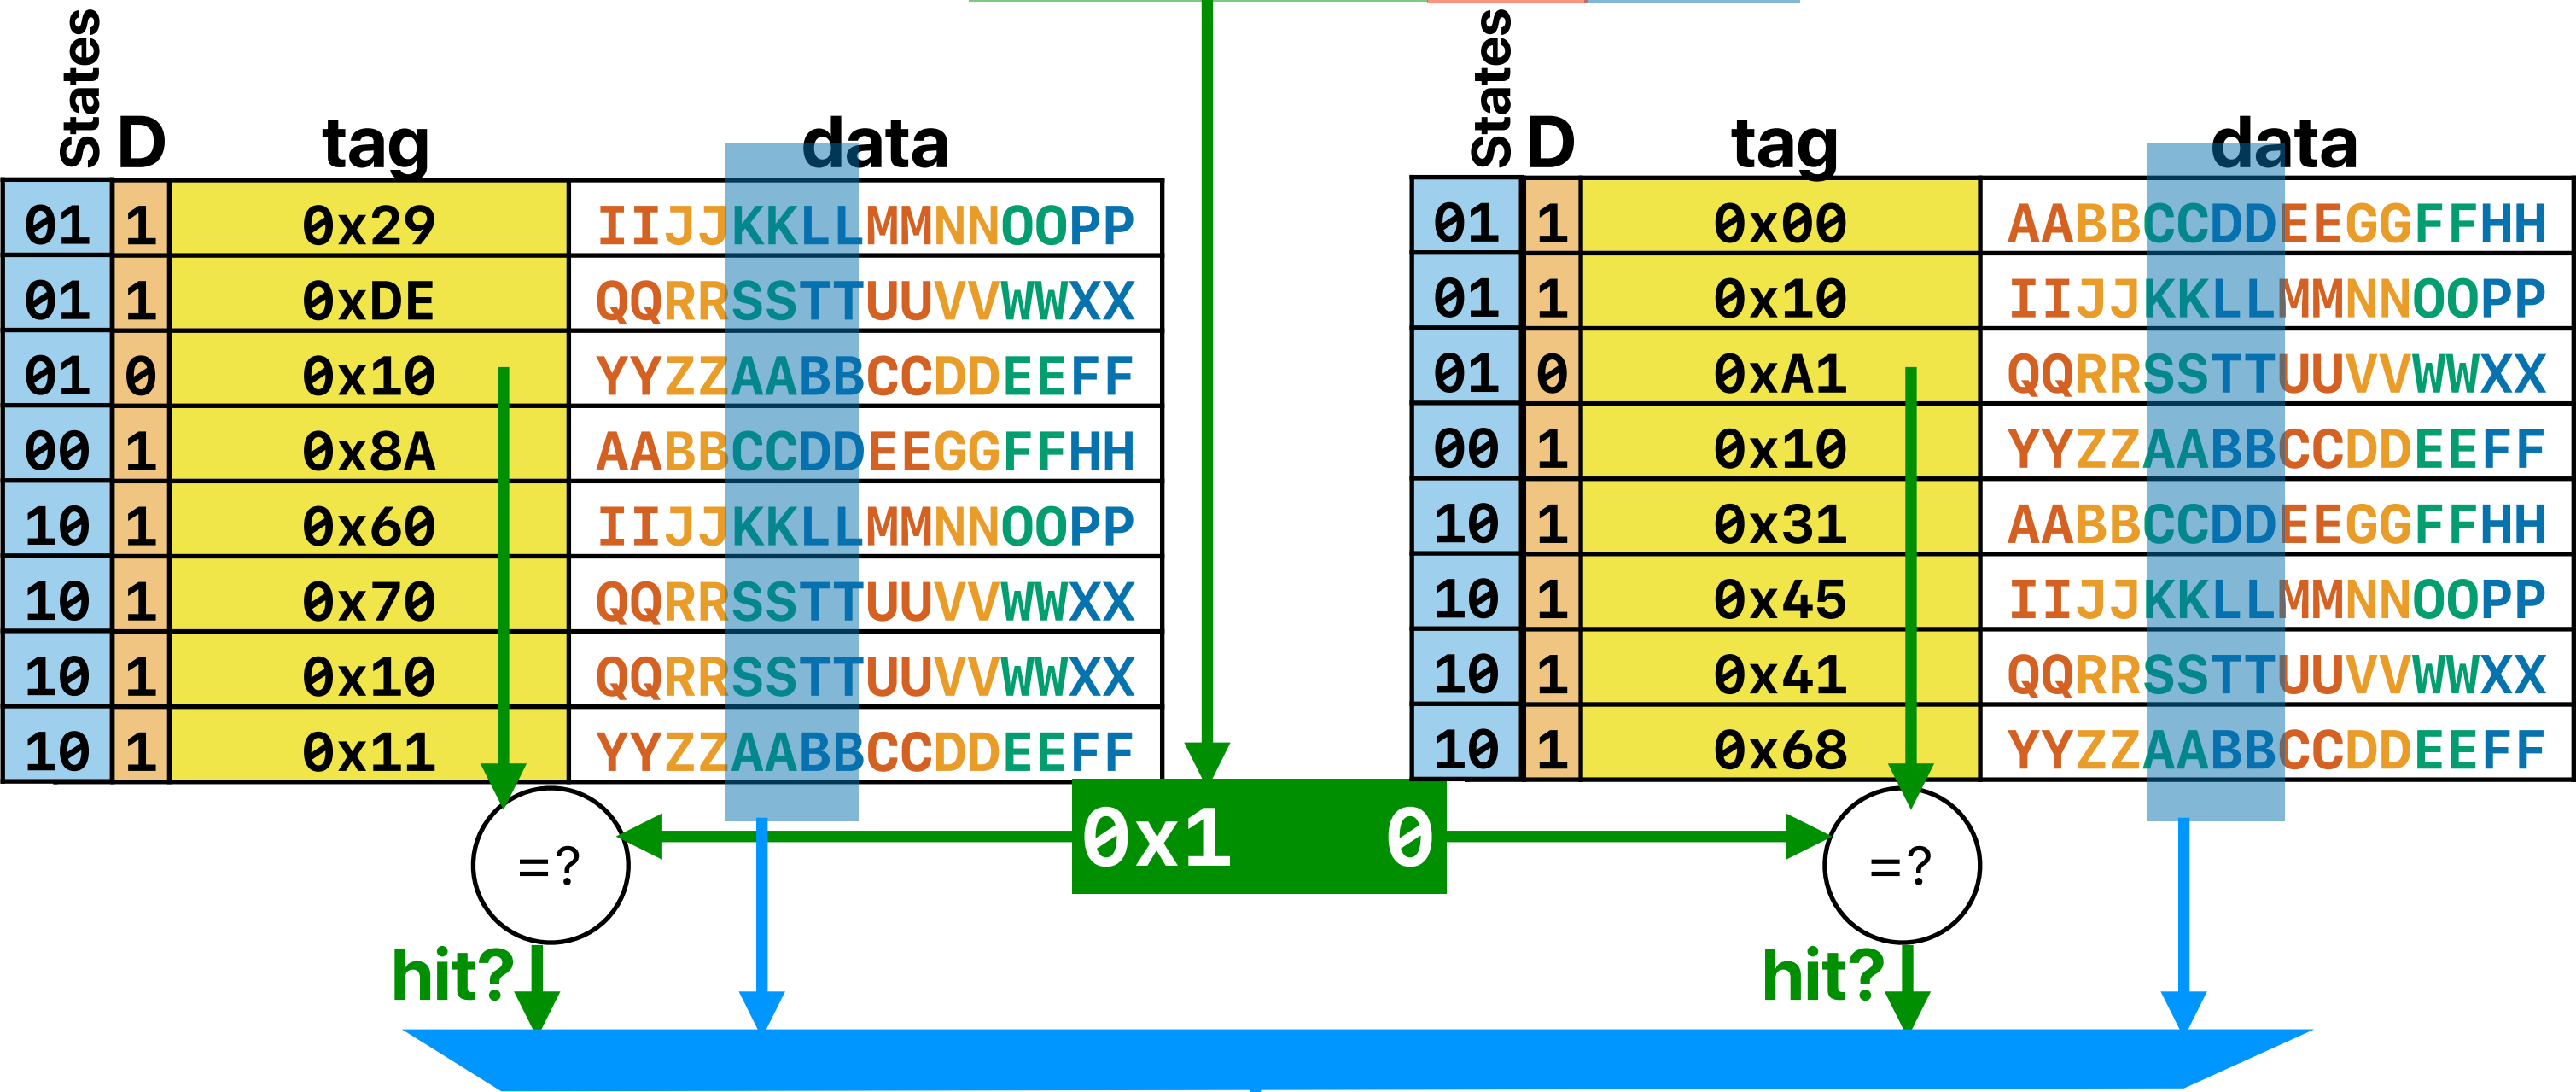 States D tag data
01 1 0x29 IIJJKKLLMMNNOOPP
01 1 0xDE QQRRSSTTUUVVWWXX
01 0 0x10 YYZZAABBCCDDEEFF
00 1 0x8A AABBCCDDEEGGFFHH
10 1 0x60 IIJJKKLLMMNNOOPP
10 1 0x70 QQRRSSTTUUVVWWXX
10 1 0x10 QQRRSSTTUUVVWWXX
10 1 0x11 YYZZAABBCCDDEEFF
States D tag data
01 1 0x00 AABBCCDDEEGGFFHH
01 1 0x10 IIJJKKLLMMNNOOPP
01 0 0xA1 QQRRSSTTUUVVWWXX
00 1 0x10 YYZZAABBCCDDEEFF
10 1 0x31 AABBCCDDEEGGFFHH
10 1 0x45 IIJJKKLLMMNNOOPP
10 1 0x41 QQRRSSTTUUVVWWXX
10 1 0x68 YYZZAABBCCDDEEFF
=? 0x1 0 =?
hit? hit?